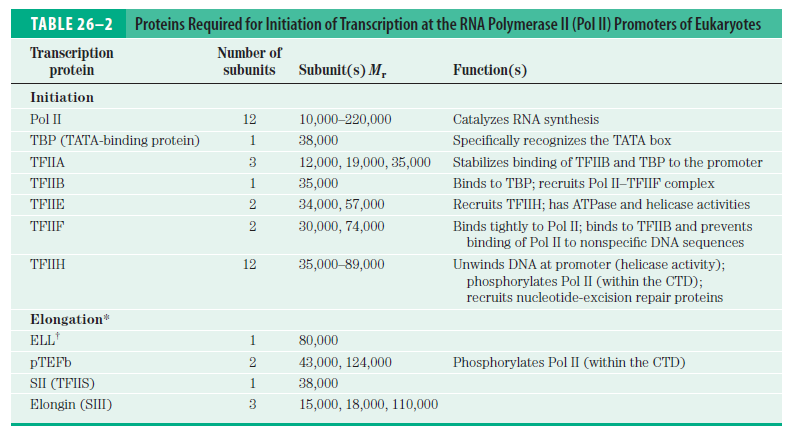 TABLE 26–2 Proteins Required for Initiation of Transcription at the RNA Polymerase II (Pol II) Promoters of Eukaryotes
Transcription Number of
protein subunits Subunit(s) Mr Function(s)
Initiation
Pol II 12 10,000–220,000 Catalyzes RNA synthesis
TBP (TATA-binding protein) 1 38,000 Specifically recognizes the TATA box
TFIIA 3 12,000, 19,000, 35,000 Stabilizes binding of TFIIB and TBP to the promoter
TFIIB 1 35,000 Binds to TBP; recruits Pol II–TFIIF complex
TFIIE 2 34,000, 57,000 Recruits TFIIH; has ATPase and helicase activities
TFIIF 2 30,000, 74,000 Binds tightly to Pol II; binds to TFIIB and prevents
binding of Pol II to nonspecific DNA sequences
TFIIH 12 35,000–89,000 Unwinds DNA at promoter (helicase activity);
phosphorylates Pol II (within the CTD);
recruits nucleotide-excision repair proteins
Elongation*
ELL† 1 80,000
pTEFb 2 43,000, 124,000 Phosphorylates Pol II (within the CTD)
SII (TFIIS) 1 38,000
Elongin (SIII) 3 15,000, 18,000, 110,000